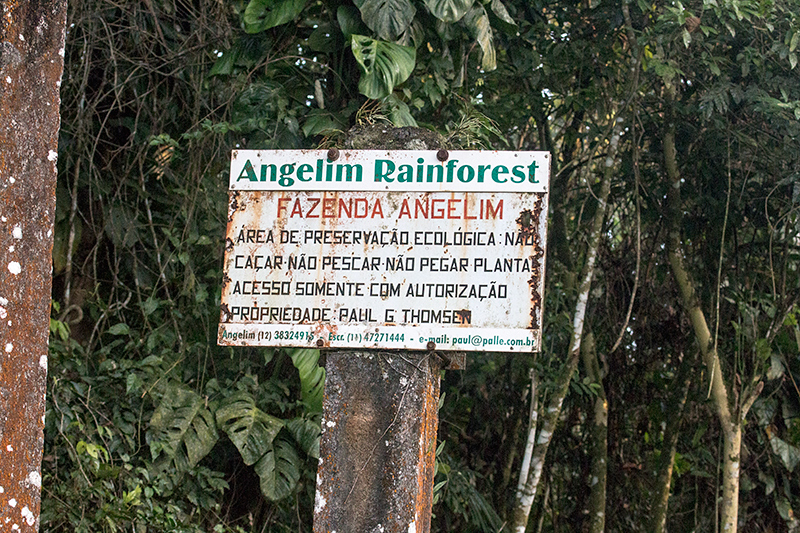 Angelim Rainforest
FAZENDA ANGELIM
ÁREA DE PRESERVAÇÃO ECOLÓGICA: NÃO
CAÇAR·NÃO PESCAR·NÃO PEGAR PLANTA
ACESSO SOMENTE COM AUTORIZAÇÃO
PROPRIEDADE: PAUL G THOMSEN
Angelim (12) 38324915 - Escr. (11) 47271444 - e-mail: paul@palle.com.br